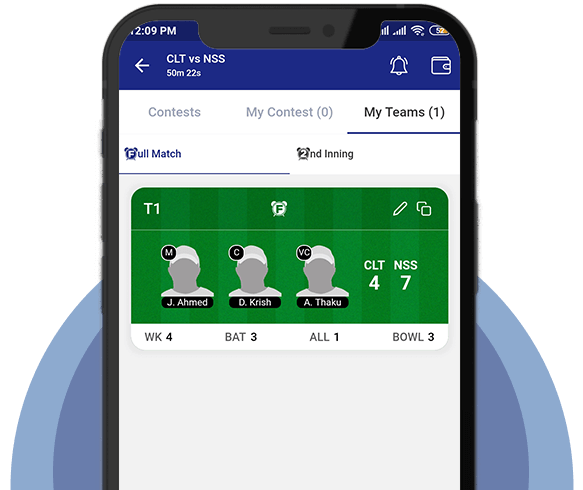 12:09 PM
52
CLT vs NSS
50m 22s
Contests
My Contest (0)
My Teams (1)
Full Match
2nd Inning
T1
F
M
C
VC
J. Ahmed
D. Krish
A. Thaku
CLT NSS
4 7
WK 4
BAT 3
ALL 1
BOWL 3